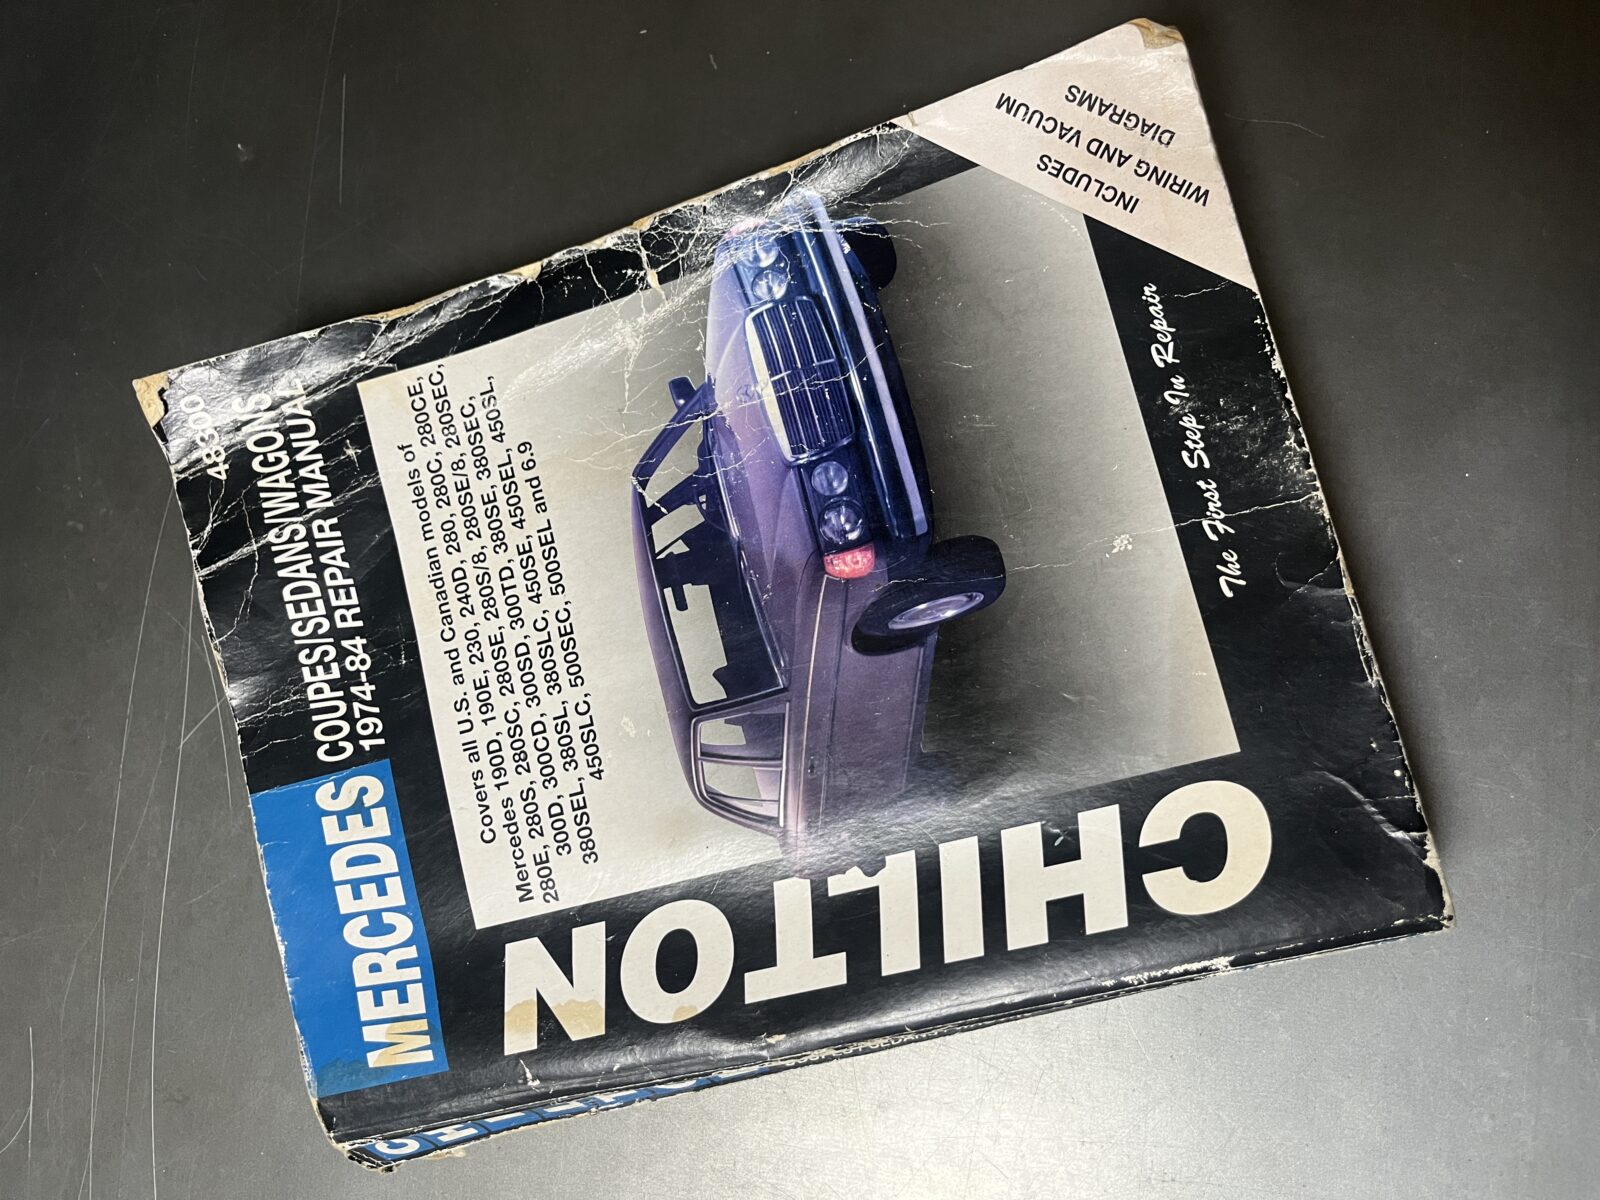 48300
MERCEDES
COUPES/SEDANS/WAGONS
1974-84 REPAIR MANUAL
Covers all U.S. and Canadian models of
Mercedes 190D, 190E, 230, 240D, 280, 280C, 280CE,
280E, 280S, 280SC, 280SE, 280S/8, 280SE/8, 280SEC,
300D, 300CD, 300SD, 300TD, 380SE, 380SEC,
380SEL, 380SL, 380SLC, 450SE, 450SEL, 450SL,
450SLC, 500SEC, 500SEL and 6.9
CHILTON
The First Step In Repair
INCLUDES
WIRING AND VACUUM
DIAGRAMS